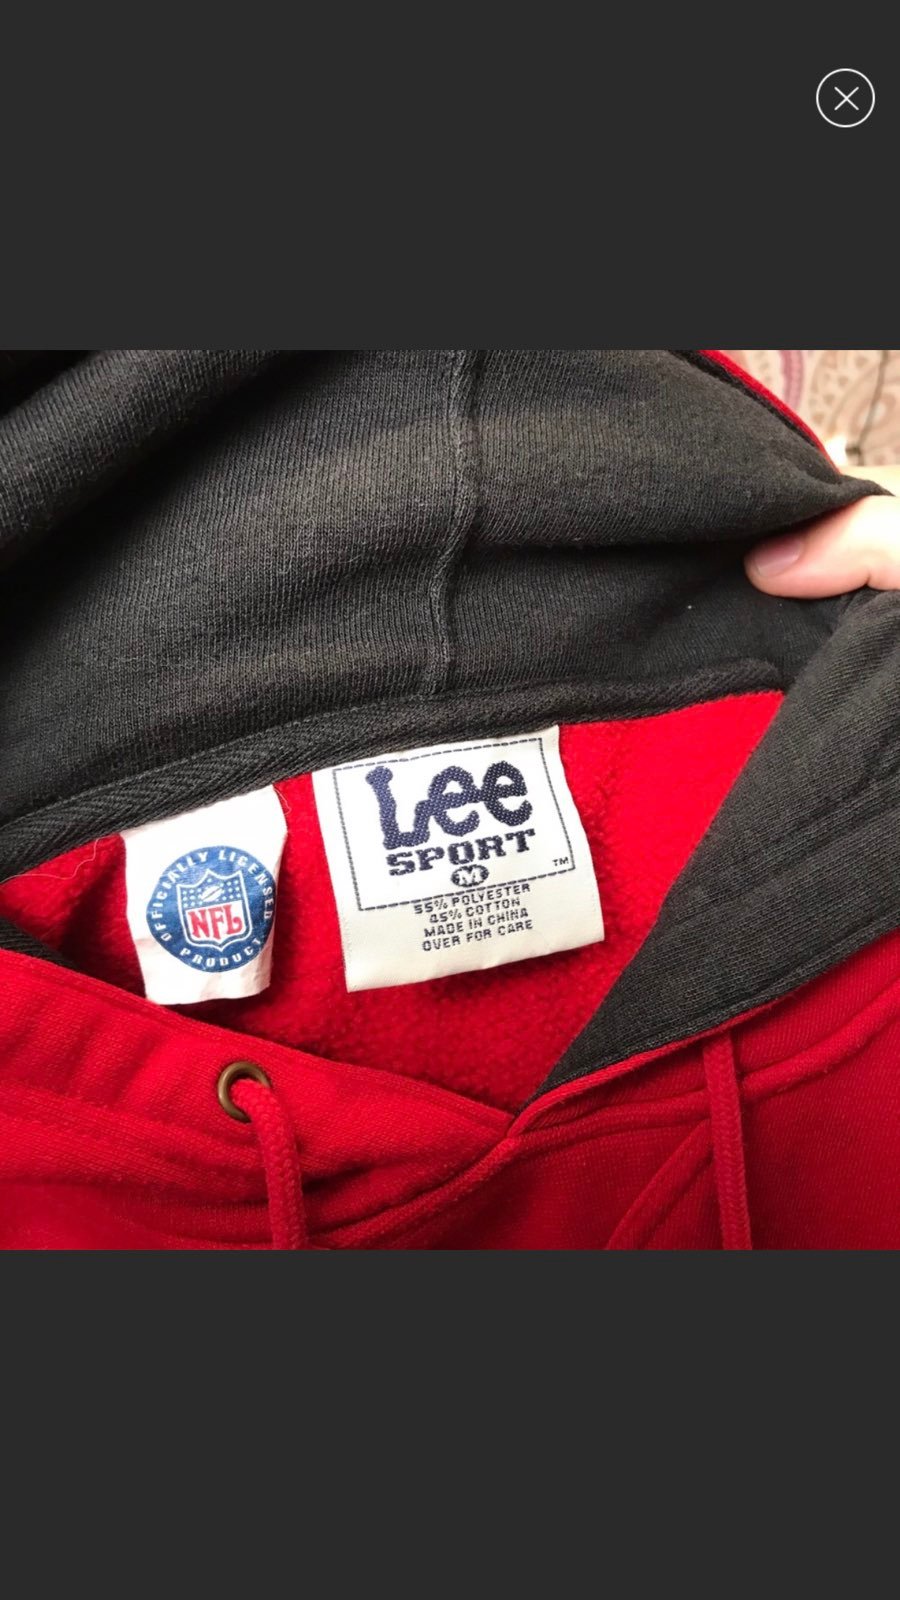 OFFICIALLY LICENSED
NFL
PRODUCT
Lee
SPORT
M
™
55% POLYESTER
45% COTTON
MADE IN CHINA
OVER FOR CARE